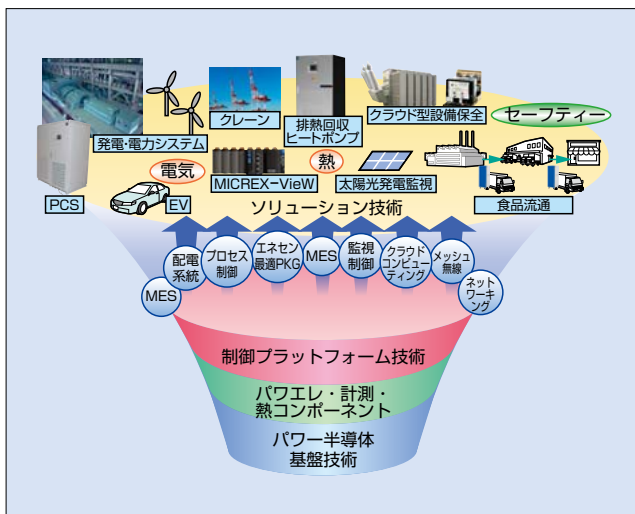 クレーン
排熱回収
ヒートポンプ
クラウド型設備保全
セーフティー
発電・電力システム
電気
熱
MICREX-VieW
太陽光発電監視
PCS
EV
食品流通
ソリューション技術
MES
配電
系統
プロセス
制御
エネセン
最適PKG
MES
監視
制御
クラウド
コンピュー
ティング
メッシュ
無線
ネット
ワーキ
ング
制御プラットフォーム技術
パワエレ・計測・
熱コンポーネント
パワー半導体
基盤技術